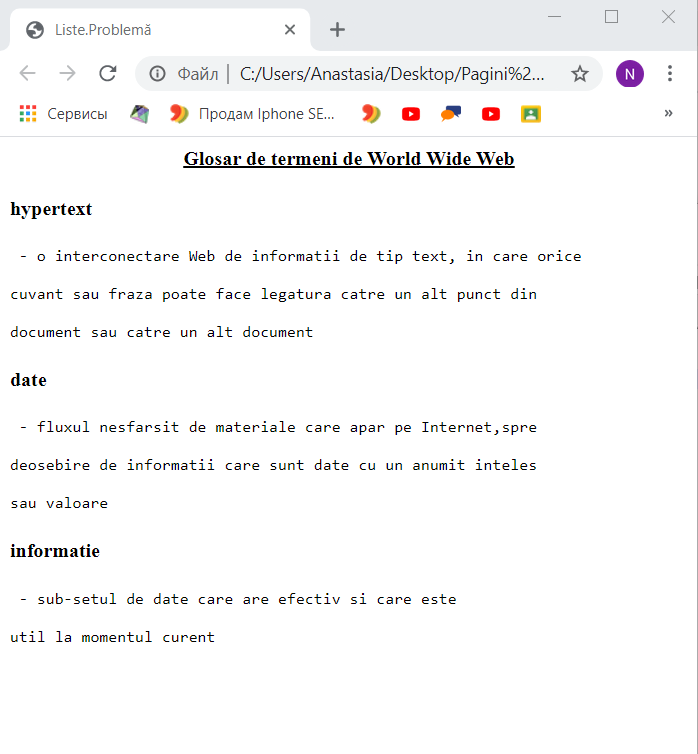 Liste.Problemă
Файл | C:/Users/Anastasia/Desktop/Pagini%2...
N
Сервисы
Продам Iphone SE...
»
Glosar de termeni de World Wide Web
hypertext
- o interconectare Web de informatii de tip text, in care orice
cuvant sau fraza poate face legatura catre un alt punct din
document sau catre un alt document
date
- fluxul nesfarsit de materiale care apar pe Internet,spre
deosebire de informatii care sunt date cu un anumit inteles
sau valoare
informatie
- sub-setul de date care are efectiv si care este
util la momentul curent